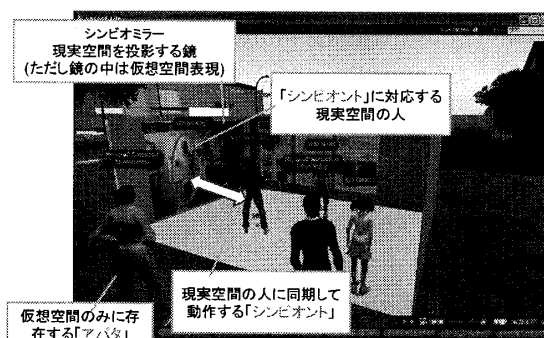 シンビオミラー
現実空間を投影する鏡
(ただし鏡の中は仮想空間表現)
「シンビオント」に対応する
現実空間の人
現実空間の人に同期して
動作する「シンビオント」
仮想空間のみに存
在する「アバタ」